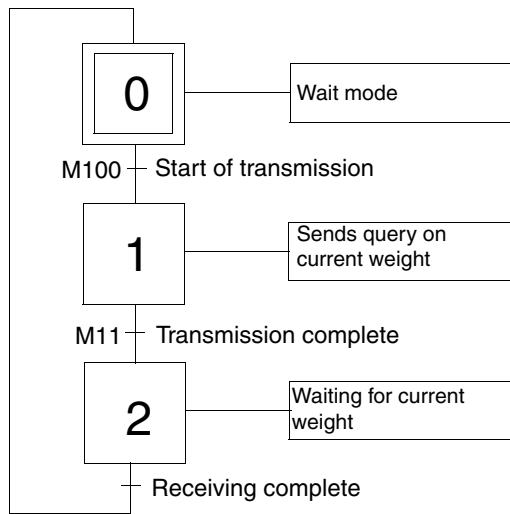 0
Wait mode
M100 Start of transmission
1
Sends query on
current weight
M11 Transmission complete
2
Waiting for current
weight
Receiving complete